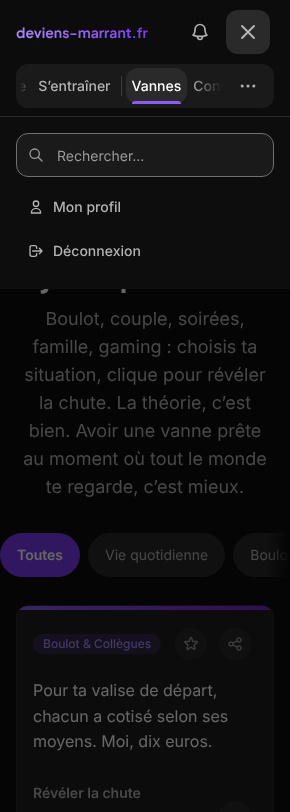 deviens-marrant.fr
S’entraîner Vannes
Rechercher...
Mon profil
Déconnexion
Boulot, couple, soirées,
famille, gaming : choisis ta
situation, clique pour révéler
la chute. La théorie, c’est
bien. Avoir une vanne prête
au moment où tout le monde
te regarde, c’est mieux.
Toutes Vie quotidienne
Boulot & Collègues
Pour ta valise de départ,
chacun a cotisé selon ses
moyens. Moi, dix euros.
Révéler la chute